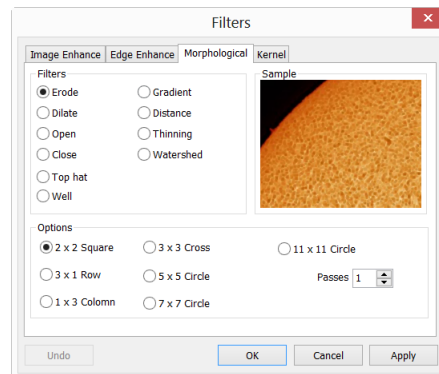 Filters
Image Enhance Edge Enhance Morphological Kernel
Filters
Sample
Erode Gradient
Dilate Distance
Open Thinning
Close Watershed
Top hat
Well
Options
2 x 2 Square 3 x 3 Cross 11 x 11 Circle
3 x 1 Row 5 x 5 Circle Passes 1
1 x 3 Colomn 7 x 7 Circle
Undo OK Cancel Apply